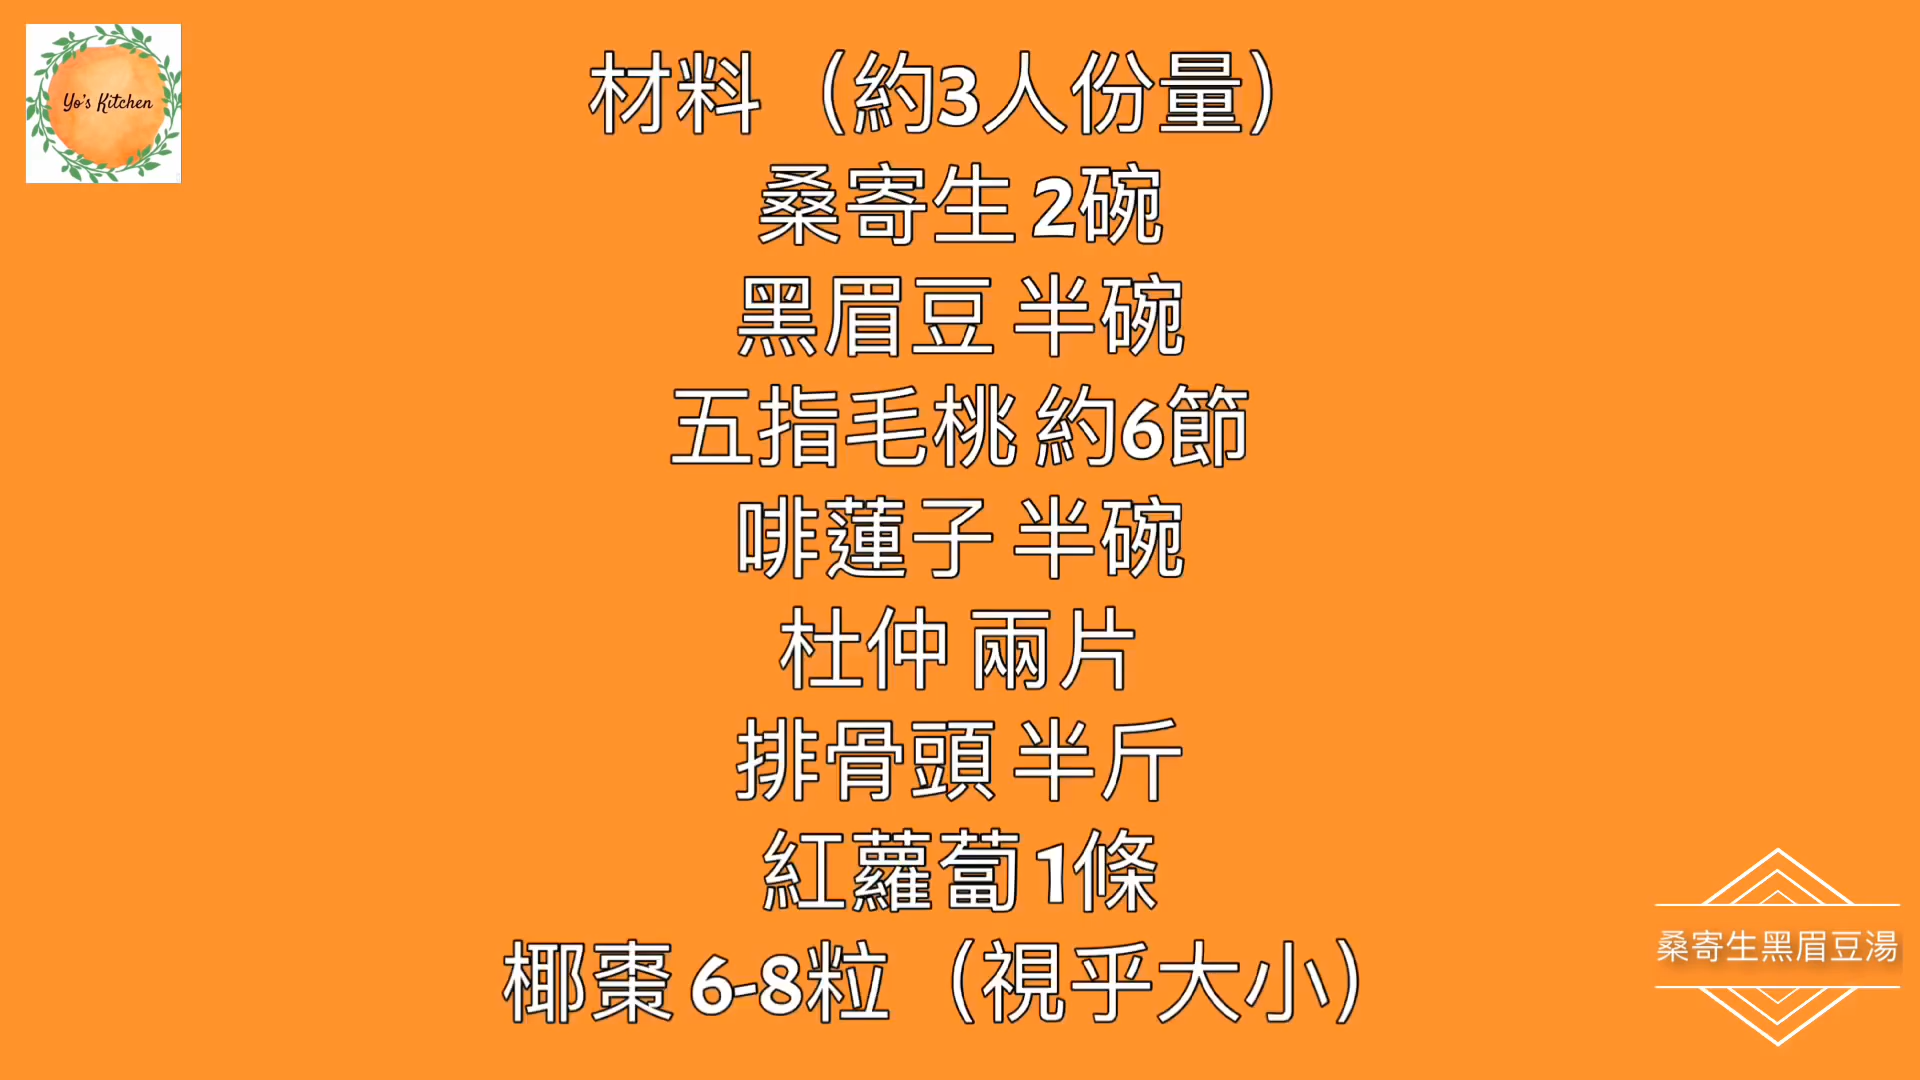 Yo's Kitchen
材料（約3人份量）
桑寄生 2碗
黑眉豆 半碗
五指毛桃 約6節
啡蓮子 半碗
杜仲 兩片
排骨頭 半斤
紅蘿蔔 1條
椰棗 6-8粒（視乎大小）
桑寄生黑眉豆湯